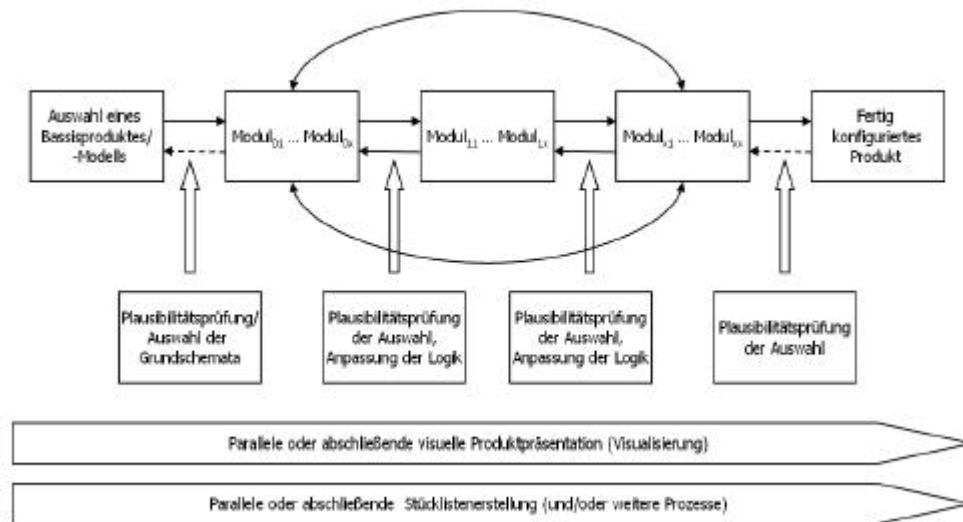 Auswahl eines
Bassisproduktes/
-Modells
Modul01 ... Modul0x
Modul11 ... Modul1x
Modulx1 ... Modulxx
Fertig
konfiguriertes
Produkt
Plausibilitätsprüfung/
Auswahl der
Grundschemata
Plausibilitätsprüfung
der Auswahl,
Anpassung der Logik
Plausibilitätsprüfung
der Auswahl,
Anpassung der Logik
Plausibilitätsprüfung
der Auswahl
Parallele oder abschließende visuelle Produktpräsentation (Visualisierung)
Parallele oder abschließende Stücklistenerstellung (und/oder weitere Prozesse)